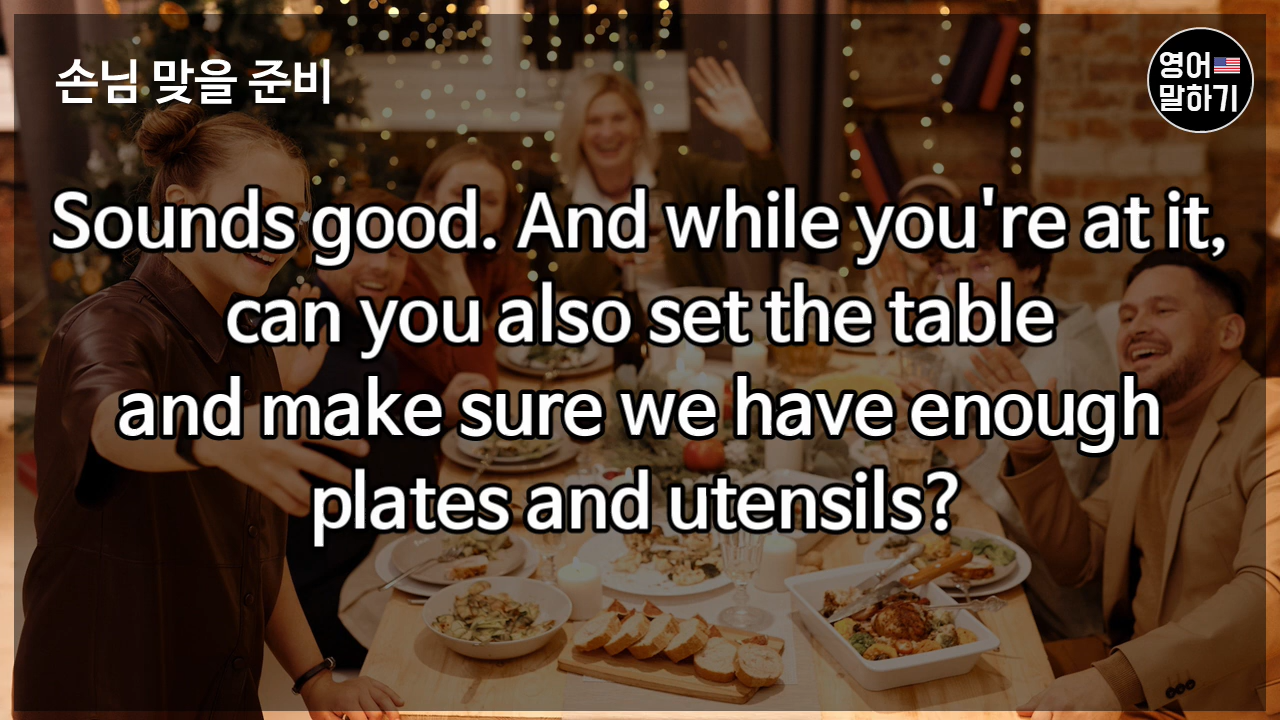 손님 맞을 준비
영어
말하기
Sounds good. And while you're at it,
can you also set the table
and make sure we have enough
plates and utensils?